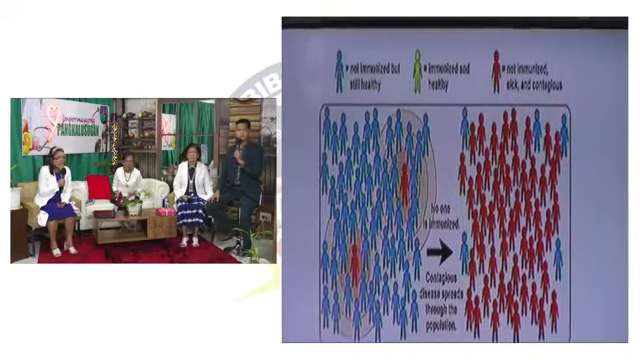 PANGKALUSUGAN
= not immunized but
still healthy
= immunized and
healthy
= not immunized,
sick, and contagious
No one
is immunized.
Contagious
disease spreads
through the
population.